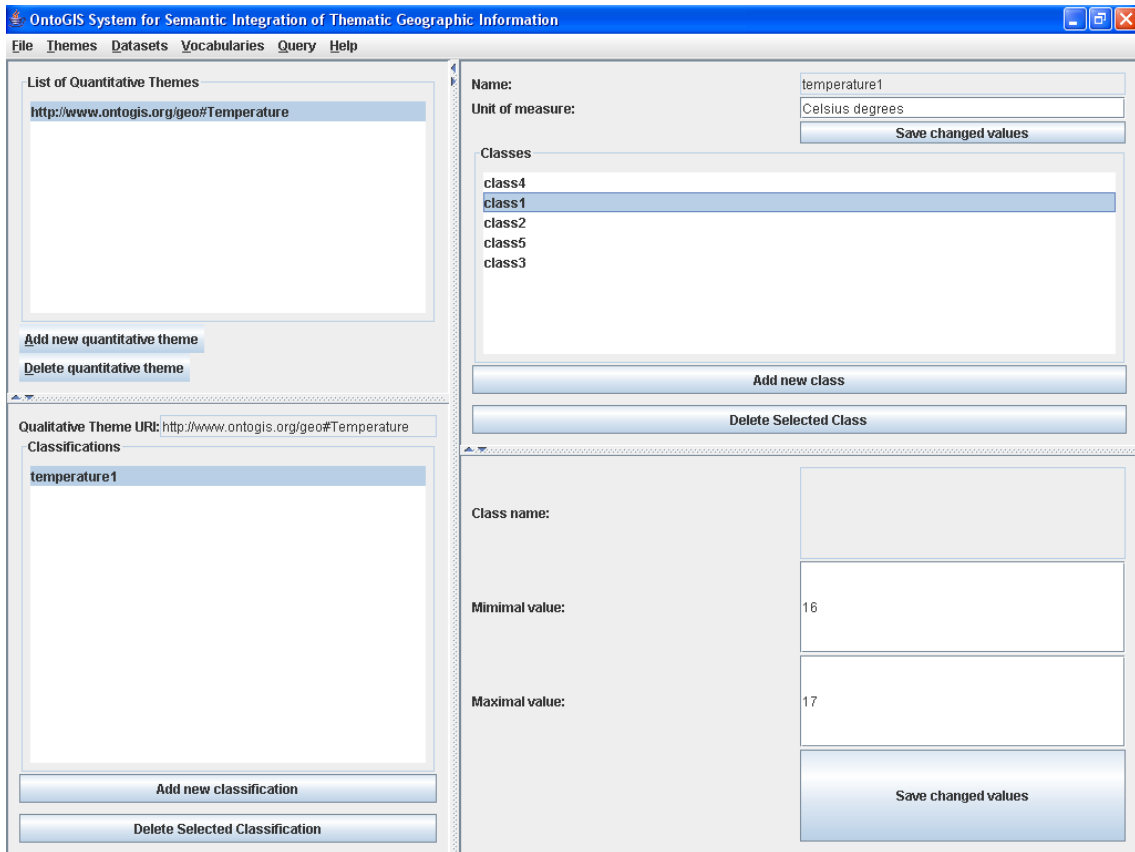 OntoGIS System for Semantic Integration of Thematic Geographic Information
File Themes Datasets Vocabularies Query Help
List of Quantitative Themes
http://www.ontogis.org/geo#Temperature
Add new quantitative theme
Delete quantitative theme
Qualitative Theme URI: http://www.ontogis.org/geo#Temperature
Classifications
temperature1
Add new classification
Delete Selected Classification
Name: temperature1
Unit of measure: Celsius degrees
Save changed values
Classes
class4
class1
class2
class5
class3
Add new class
Delete Selected Class
Class name:
Mimimal value: 16
Maximal value: 17
Save changed values